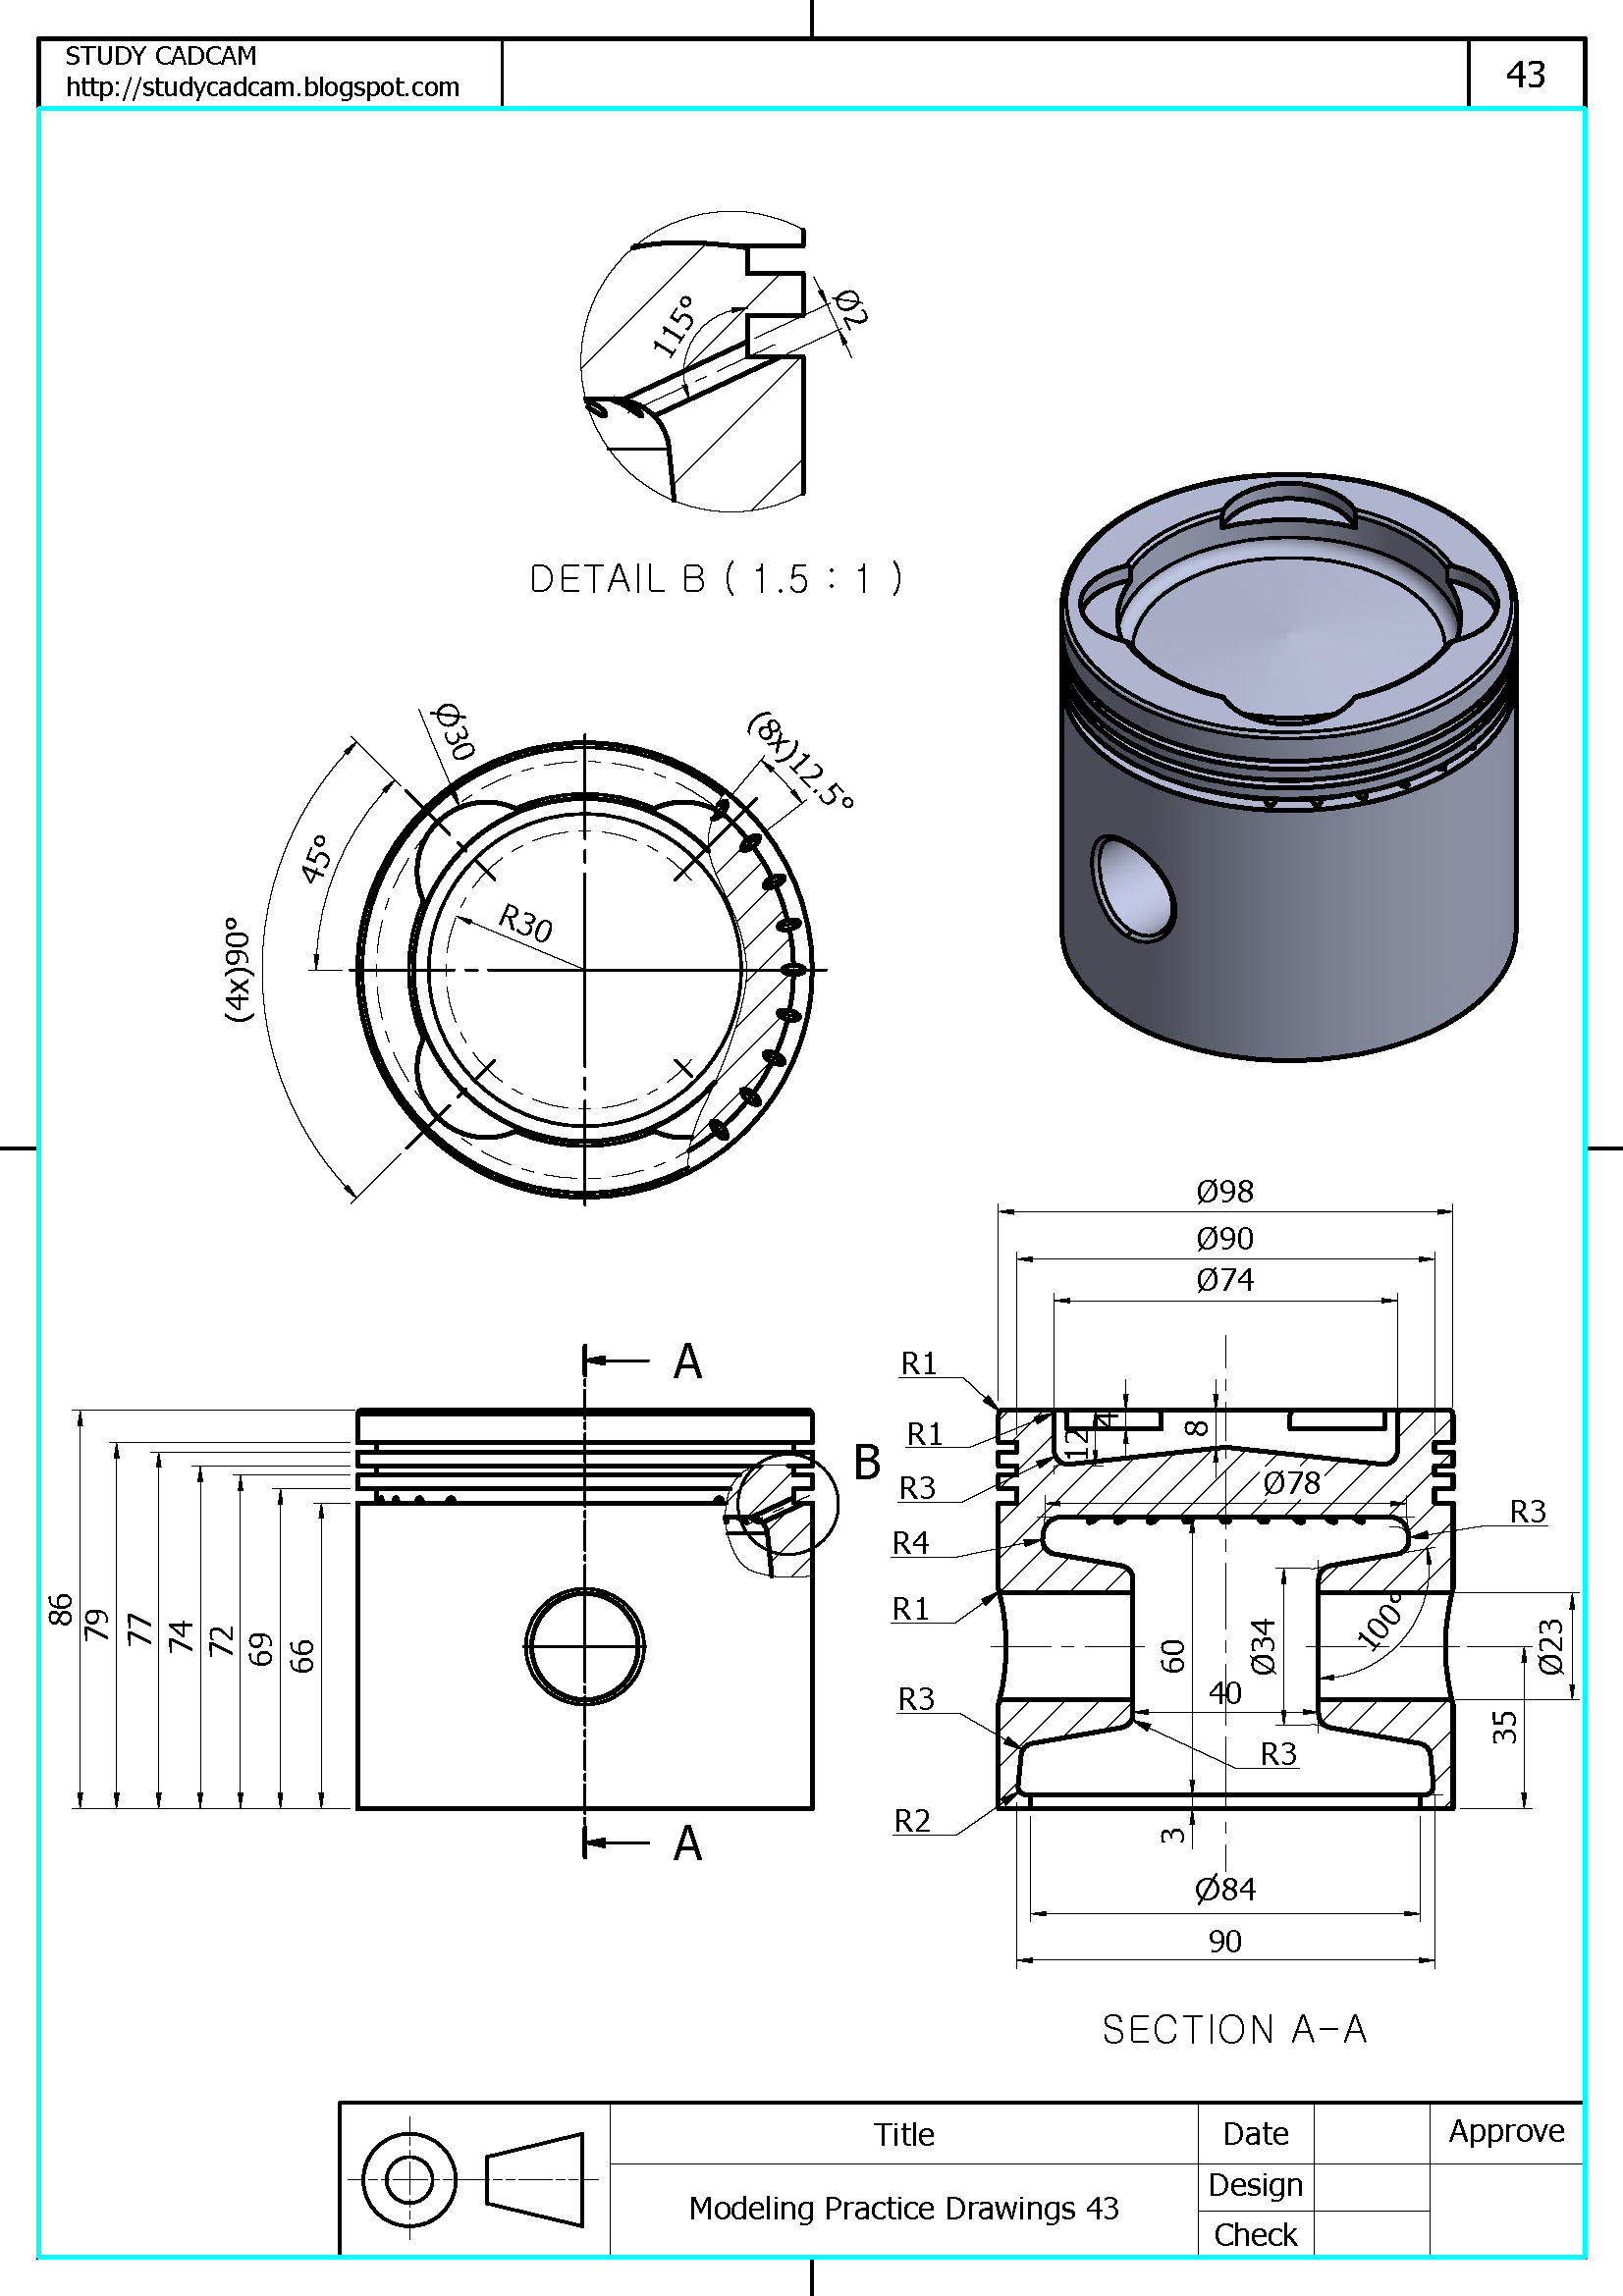 STUDY CADCAM
http://studycadcam.blogspot.com
43
115°
Ø2
DETAIL B ( 1.5 : 1 )
Ø30
(8x)12.5°
45°
R30
(4x)90°
Ø98
Ø90
Ø74
A
R1
4
8
12
R1
B
R3
Ø78
R3
R4
86
79
77
74
72
69
66
R1
100°
60
Ø34
Ø23
R3
40
35
R3
A
R2
3
Ø84
90
SECTION A-A
Title
Date
Approve
Modeling Practice Drawings 43
Design
Check